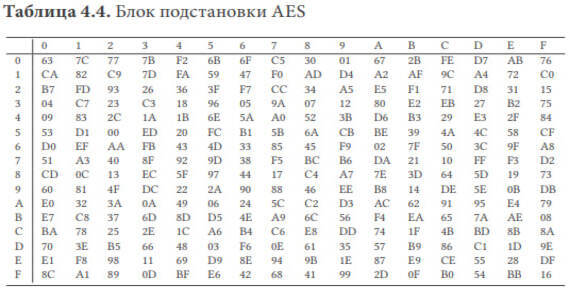 Таблица 4.4. Блок подстановки AES
0 1 2 3 4 5 6 7 8 9 A B C D E F
0 63 7C 77 7B F2 6B 6F C5 30 01 67 2B FE D7 AB 76
1 CA 82 C9 7D FA 59 47 F0 AD D4 A2 AF 9C A4 72 C0
2 B7 FD 93 26 36 3F F7 CC 34 A5 E5 F1 71 D8 31 15
3 04 C7 23 C3 18 96 05 9A 07 12 80 E2 EB 27 B2 75
4 09 83 2C 1A 1B 6E 5A A0 52 3B D6 B3 29 E3 2F 84
5 53 D1 00 ED 20 FC B1 5B 6A CB BE 39 4A 4C 58 CF
6 D0 EF AA FB 43 4D 33 85 45 F9 02 7F 50 3C 9F A8
7 51 A3 40 8F 92 9D 38 F5 BC B6 DA 21 10 FF F3 D2
8 CD 0C 13 EC 5F 97 44 17 C4 A7 7E 3D 64 5D 19 73
9 60 81 4F DC 22 2A 90 88 46 EE B8 14 DE 5E 0B DB
A E0 32 3A 0A 49 06 24 5C C2 D3 AC 62 91 95 E4 79
B E7 C8 37 6D 8D D5 4E A9 6C 56 F4 EA 65 7A AE 08
C BA 78 25 2E 1C A6 B4 C6 E8 DD 74 1F 4B BD 8B 8A
D 70 3E B5 66 48 03 F6 0E 61 35 57 B9 86 C1 1D 9E
E E1 F8 98 11 69 D9 8E 94 9B 1E 87 E9 CE 55 28 DF
F 8C A1 89 0D BF E6 42 68 41 99 2D 0F B0 54 BB 16